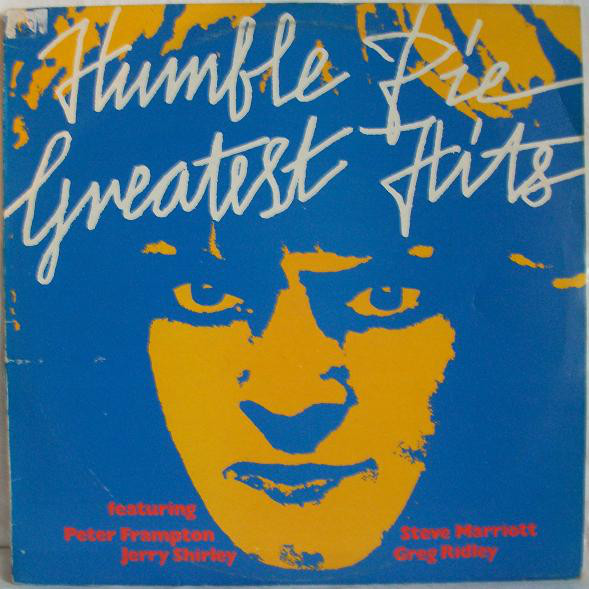 Humble Pie
Greatest Hits
featuring
Peter Frampton
Jerry Shirley
Steve Marriott
Greg Ridley